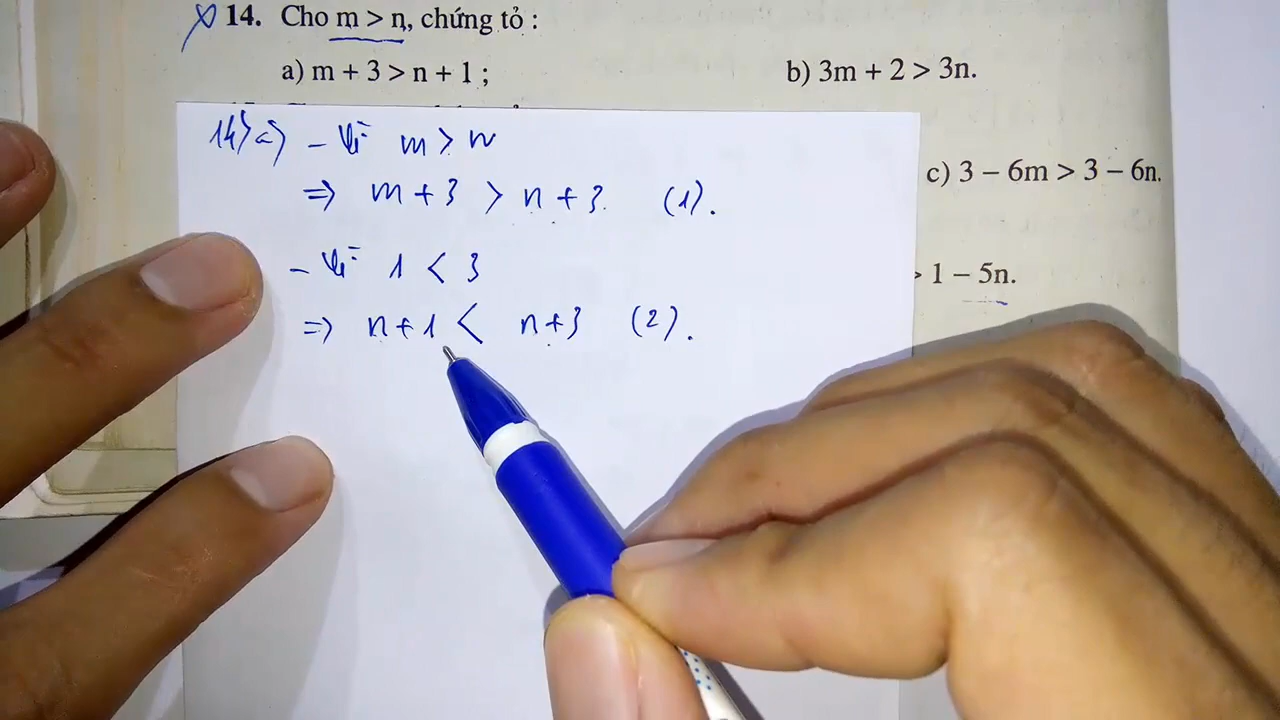 14. Cho m > n, chứng tỏ :
a) m + 3 > n + 1 ;
b) 3m + 2 > 3n.
14) a) - Vì m > n
=> m + 3 > n + 3 (1).
c) 3 – 6m > 3 – 6n.
- Vì 1 < 3
> 1 – 5n.
=> n + 1 < n + 3 (2).